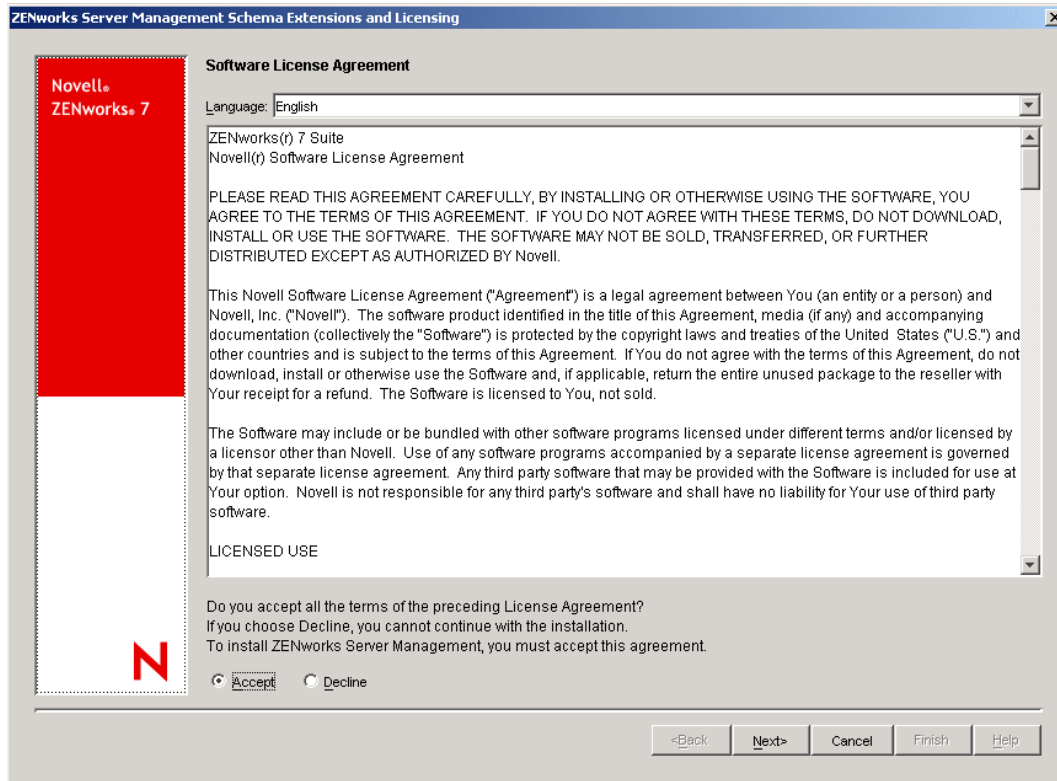 ZENworks Server Management Schema Extensions and Licensing
Novell®
ZENworks® 7
Software License Agreement
Language: English
ZENworks(r) 7 Suite
Novell(r) Software License Agreement
PLEASE READ THIS AGREEMENT CAREFULLY, BY INSTALLING OR OTHERWISE USING THE SOFTWARE, YOU
AGREE TO THE TERMS OF THIS AGREEMENT. IF YOU DO NOT AGREE WITH THESE TERMS, DO NOT DOWNLOAD,
INSTALL OR USE THE SOFTWARE. THE SOFTWARE MAY NOT BE SOLD, TRANSFERRED, OR FURTHER
DISTRIBUTED EXCEPT AS AUTHORIZED BY Novell.
This Novell Software License Agreement ("Agreement") is a legal agreement between You (an entity or a person) and
Novell, Inc. ("Novell"). The software product identified in the title of this Agreement, media (if any) and accompanying
documentation (collectively the "Software") is protected by the copyright laws and treaties of the United States ("U.S.") and
other countries and is subject to the terms of this Agreement. If You do not agree with the terms of this Agreement, do not
download, install or otherwise use the Software and, if applicable, return the entire unused package to the reseller with
Your receipt for a refund. The Software is licensed to You, not sold.
The Software may include or be bundled with other software programs licensed under different terms and/or licensed by
a licensor other than Novell. Use of any software programs accompanied by a separate license agreement is governed
by that separate license agreement. Any third party software that may be provided with the Software is included for use at
Your option. Novell is not responsible for any third party's software and shall have no liability for Your use of third party
software.
LICENSED USE
Do you accept all the terms of the preceding License Agreement?
If you choose Decline, you cannot continue with the installation.
To install ZENworks Server Management, you must accept this agreement.
N
Accept Decline
<Back Next> Cancel Finish Help